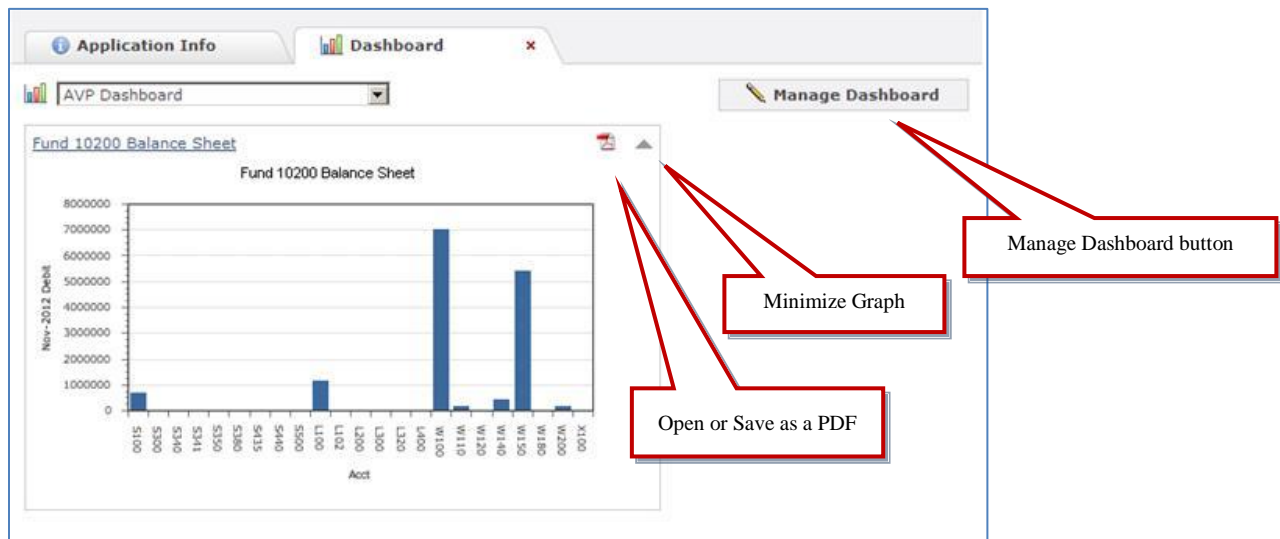 Application Info
Dashboard
AVP Dashboard
Manage Dashboard
Fund 10200 Balance Sheet
Fund 10200 Balance Sheet
8000000
7000000
6000000
5000000
4000000
3000000
2000000
1000000
0
Nov-2012 Debit
S100
S300
S340
S341
S350
S380
S435
S440
S500
L100
L102
L200
L300
L320
L400
W100
W110
W120
W140
W150
W180
W200
X100
Acct
Manage Dashboard button
Minimize Graph
Open or Save as a PDF